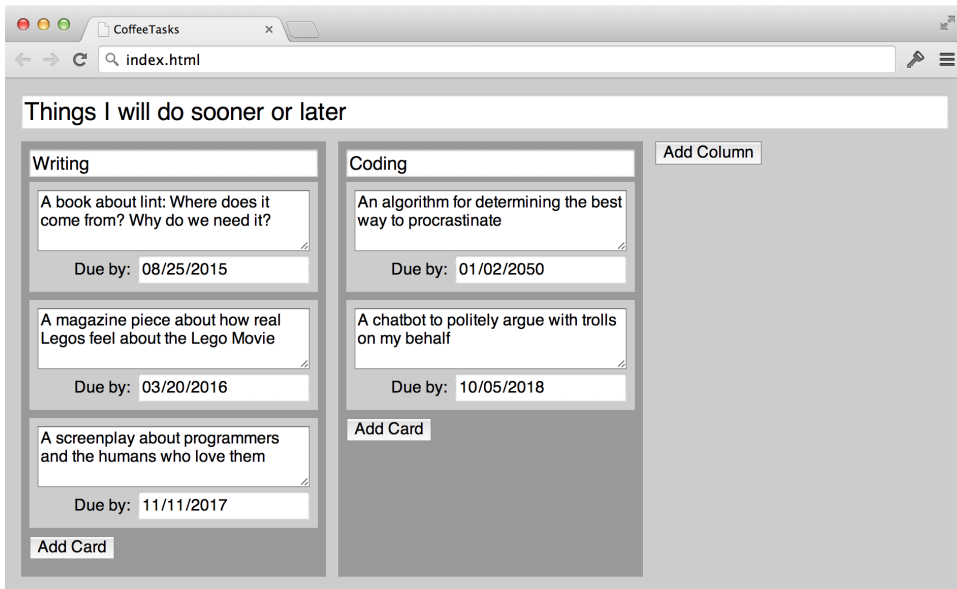 CoffeeTasks
index.html
Things I will do sooner or later
Writing
A book about lint: Where does it
come from? Why do we need it?
Due by: 08/25/2015
A magazine piece about how real
Legos feel about the Lego Movie
Due by: 03/20/2016
A screenplay about programmers
and the humans who love them
Due by: 11/11/2017
Add Card
Coding
An algorithm for determining the best
way to procrastinate
Due by: 01/02/2050
A chatbot to politely argue with trolls
on my behalf
Due by: 10/05/2018
Add Card
Add Column